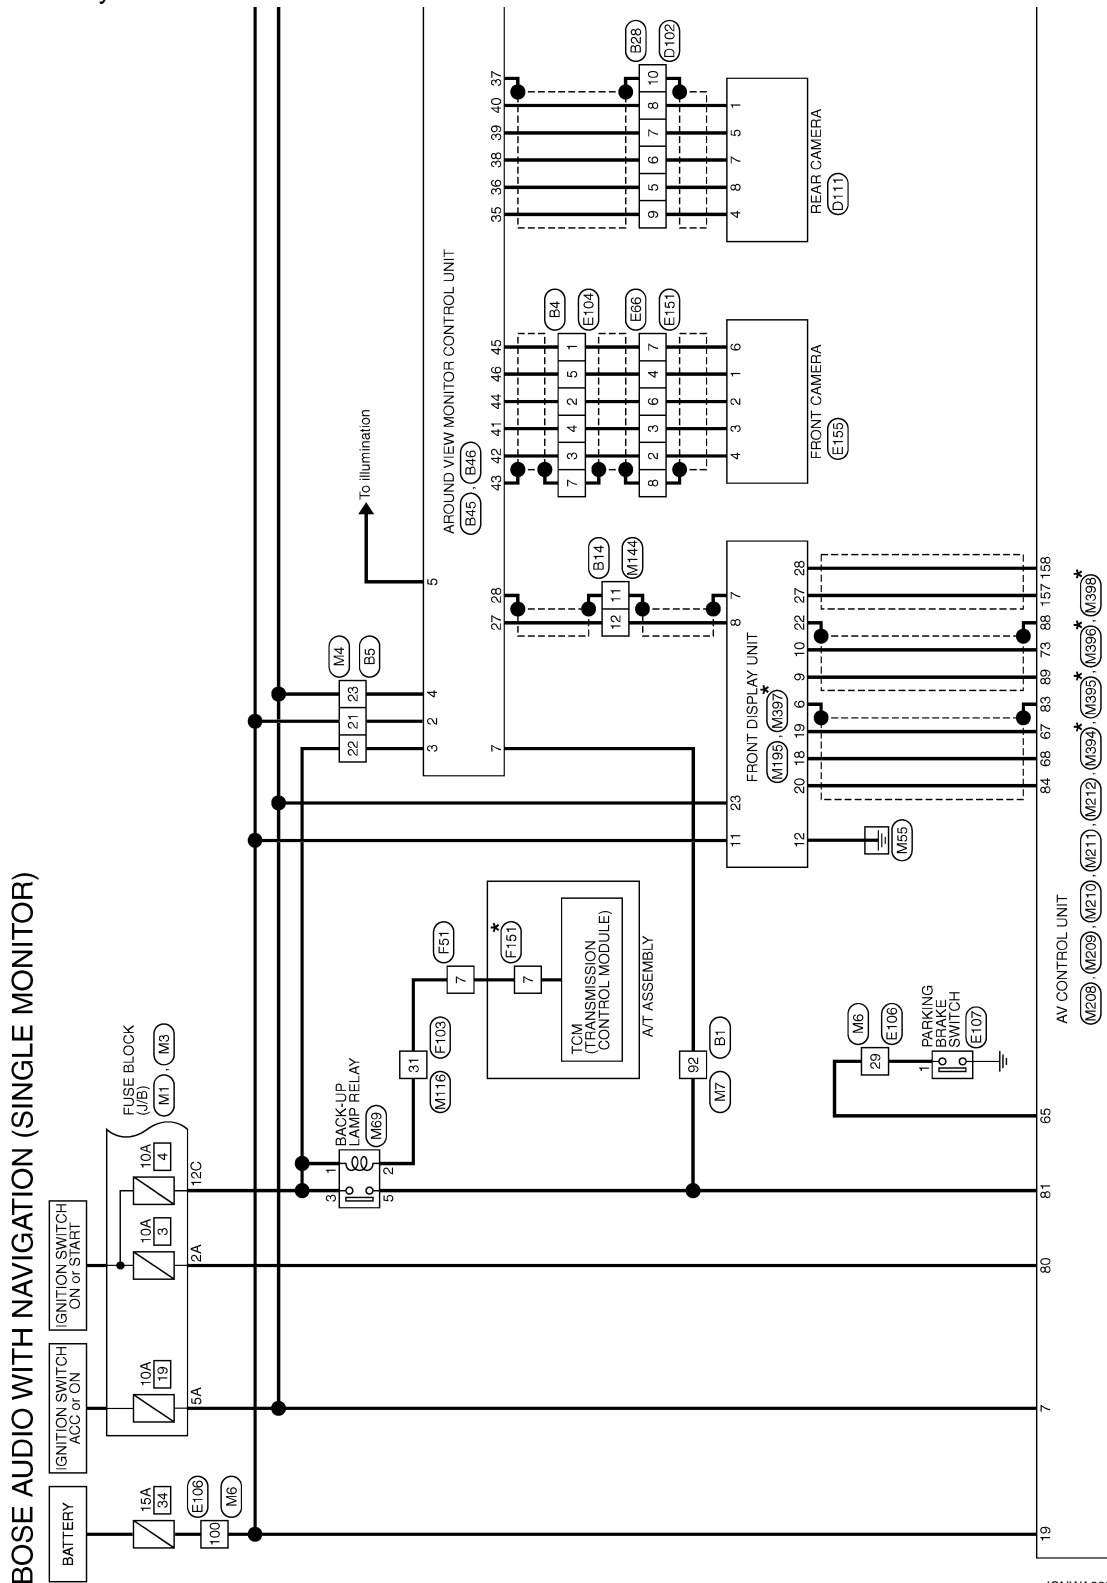 BOSE AUDIO WITH NAVIGATION (SINGLE MONITOR)
BATTERY
IGNITION SWITCH
ACC or ON
IGNITION SWITCH
ON or START
15A
34
E106
100
M6
10A
19
5A
10A
3
2A
10A
4
12C
FUSE BLOCK
(J/B)
M1 , M3
BACK-UP
LAMP RELAY
M69
1
2
3
5
M116
31
F103
F51
7
* F151
7
TCM
(TRANSMISSION
CONTROL MODULE)
A/T ASSEMBLY
M7
92
B1
M4
B5
22
21
23
3
2
4
5
To illumination
AROUND VIEW MONITOR CONTROL UNIT
B45 , B46
7
27
28
43
42
41
44
46
45
35
36
38
39
40
37
B14
M144
12
11
8
7
B4
E104
7
3
4
2
5
1
E66
E151
8
2
3
6
4
7
4
3
2
1
6
FRONT CAMERA
E155
B28
D102
9
5
6
7
8
10
4
8
7
5
1
REAR CAMERA
D111
11
23
FRONT DISPLAY UNIT
M195 , M397 *
12
20
18
19
6
9
10
22
27
28
M55
M6
29
E106
PARKING
BRAKE
SWITCH
E107
1
19
7
80
81
65
84
68
67
83
89
73
88
157
158
AV CONTROL UNIT
M208 , M209 , M210 , M211 , M212 , M394 * , M395 * , M396 * , M398 *